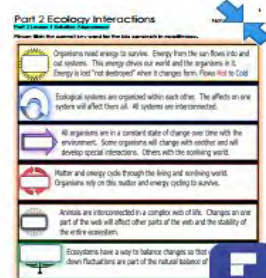 Part 2 Ecology Interactions
Part 2 Lesson 1
Organisms need energy to survive. Energy from the sun flows into and
out systems. This energy drives our world and the organisms in it.
Energy is lost "not destroyed" when it changes form. Flows Hot to Cold
Ecological systems are organized within each other. The affects on one
system will affect them all. All systems are interconnected.
All organisms are in a constant state of change over time with the
environment. Some organisms will change with another and will
develop special interactions. Others with the nonliving world.
Matter and energy cycle through the living and nonliving world.
Organisms rely on this matter and energy cycling to survive.
Animals are interconnected in a complex web of life. Changes on one
part of the web will affect other parts of the web and the stability of
the entire ecosystem.
Ecosystems have a way to balance changes so that
down fluctuations are part of the natural balance of